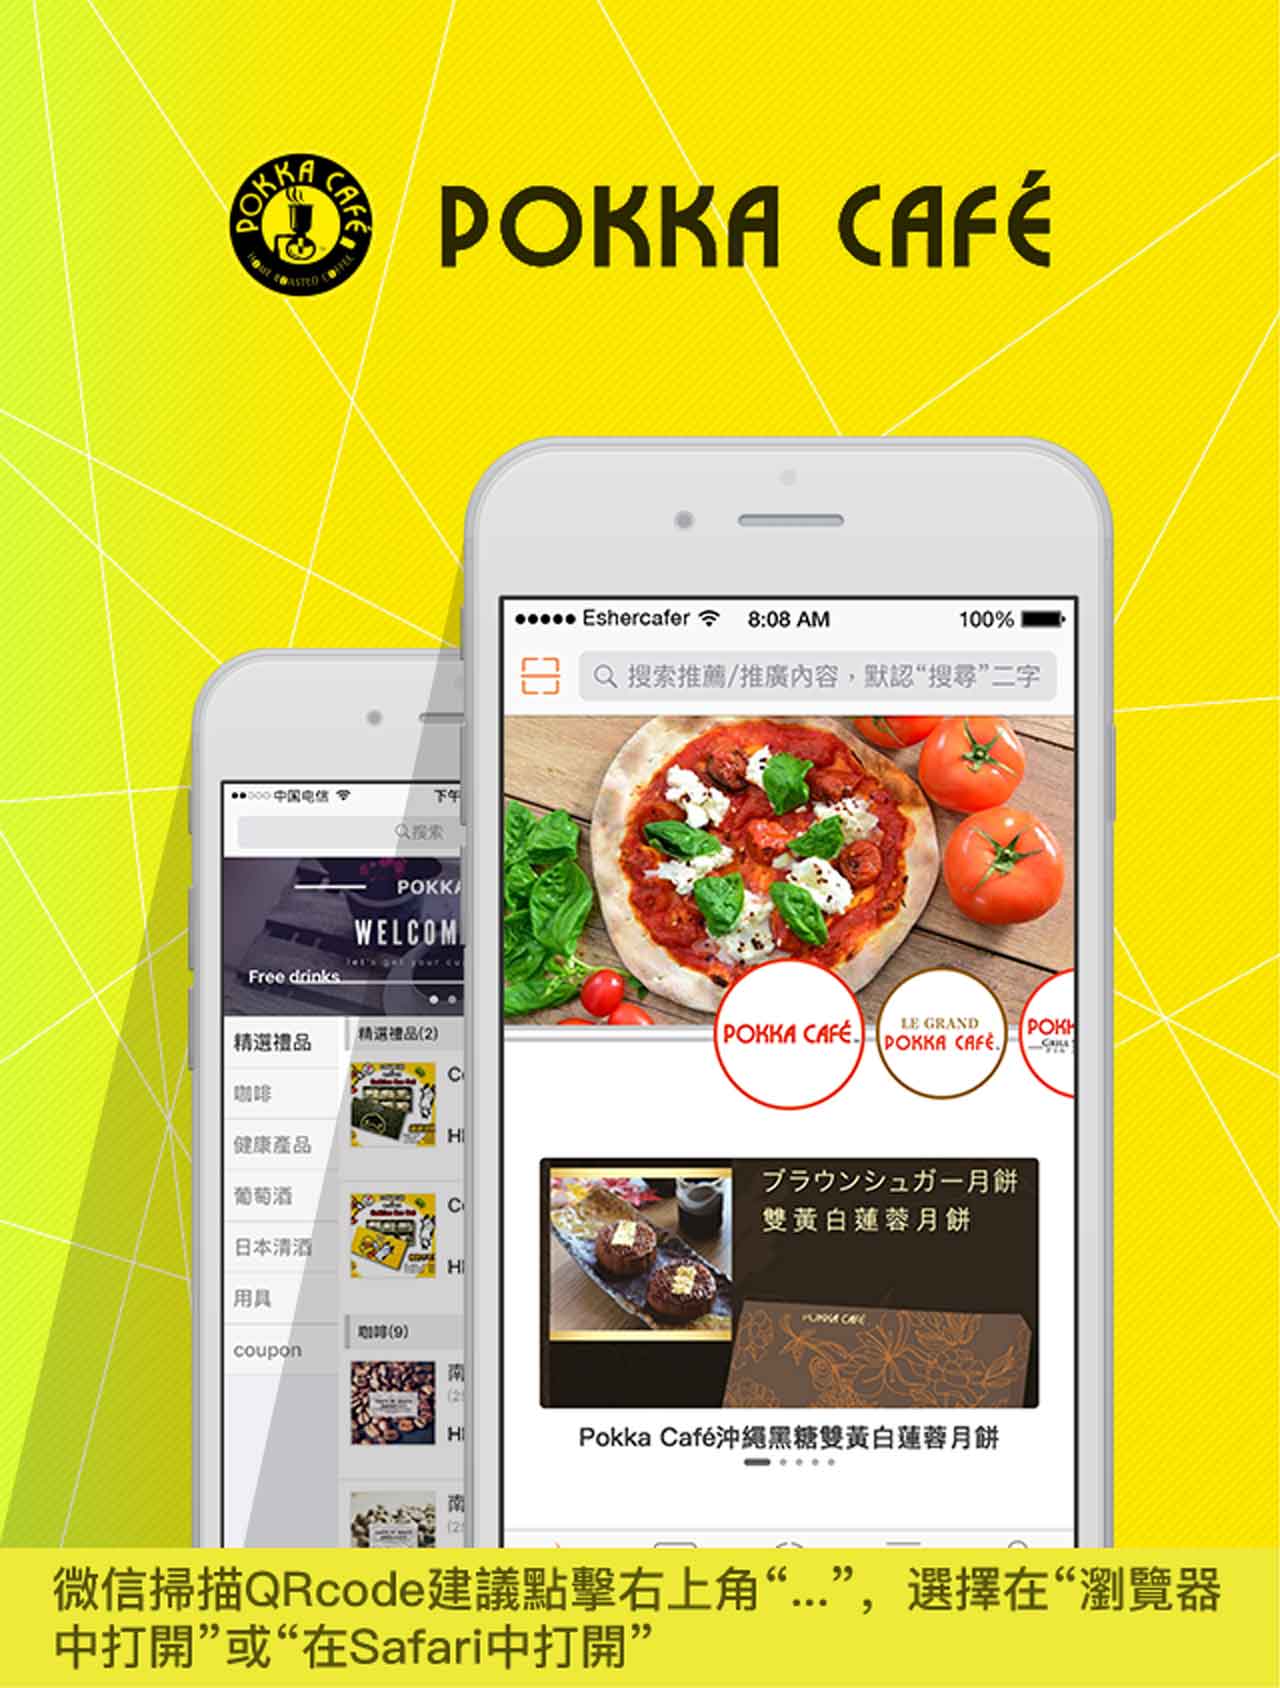 POKKA CAFÉ
HOME ROASTED COFFEE
POKKA CAFÉ
Eshercafer
8:08 AM
100%
搜索推薦/推廣內容，默認“搜尋”二字
中国电信
下午
搜索
POKKA
WELCOM
let's get your cup
Free drinks
POKKA CAFÉ
LE GRAND
POKKA CAFÉ
POKK
GRILL
精選禮品
咖啡
健康產品
葡萄酒
日本清酒
用具
coupon
精選禮品(2)
Co
H
Co
H
咖啡(9)
南
(25
H
南
(25
ブラウンシュガー月餅
雙黃白蓮蓉月餅
POKKA CAFÉ
Pokka Café沖繩黑糖雙黃白蓮蓉月餅
微信掃描QRcode建議點擊右上角“...”，選擇在“瀏覽器
中打開”或“在Safari中打開”